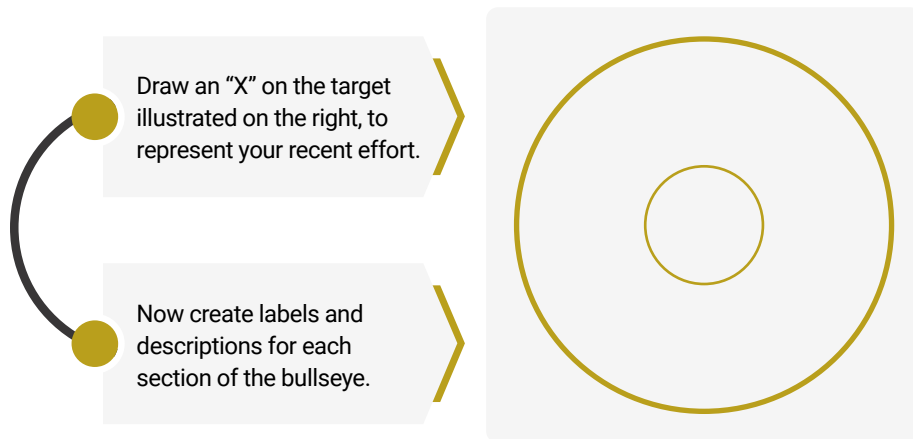 Draw an “X” on the target
illustrated on the right, to
represent your recent effort.
Now create labels and
descriptions for each
section of the bullseye.